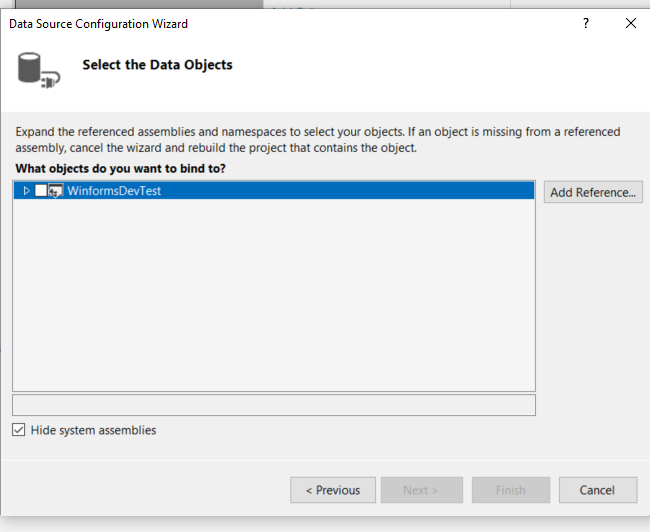 Data Source Configuration Wizard
?
Select the Data Objects
Expand the referenced assemblies and namespaces to select your objects. If an object is missing from a referenced
assembly, cancel the wizard and rebuild the project that contains the object.
What objects do you want to bind to?
WinformsDevTest
Add Reference...
Hide system assemblies
< Previous
Next >
Finish
Cancel